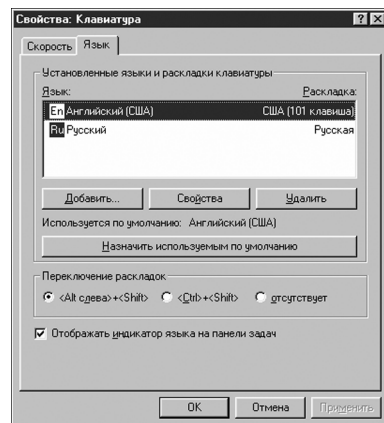 Свойства: Клавиатура
Скорость Язык
Установленные языки и раскладки клавиатуры
Язык: Раскладка:
En Английский (США) США (101 клавиша)
Ru Русский Русская
Добавить... Свойства Удалить
Используется по умолчанию: Английский (США)
Назначить используемым по умолчанию
Переключение раскладок
<Alt слева>+<Shift> <Ctrl>+<Shift> отсутствует
Отображать индикатор языка на панели задач
OK Отмена Применить